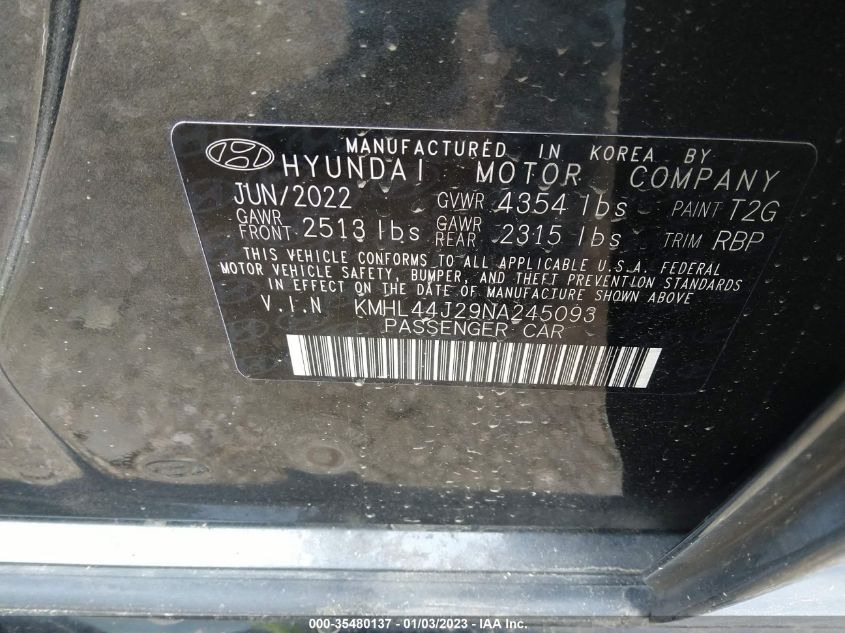 MANUFACTURED IN KOREA BY
HYUNDAI MOTOR COMPANY
JUN/2022 GVWR 4354 lbs PAINT T2G
GAWR FRONT 2513 lbs GAWR REAR 2315 lbs TRIM RBP
THIS VEHICLE CONFORMS TO ALL APPLICABLE U.S.A. FEDERAL
MOTOR VEHICLE SAFETY, BUMPER, AND THEFT PREVENTION STANDARDS
IN EFFECT ON THE DATE OF MANUFACTURE SHOWN ABOVE
V.I.N KMHL44J29NA245093
PASSENGER CAR
000-35480137 - 01/03/2023 - IAA Inc.